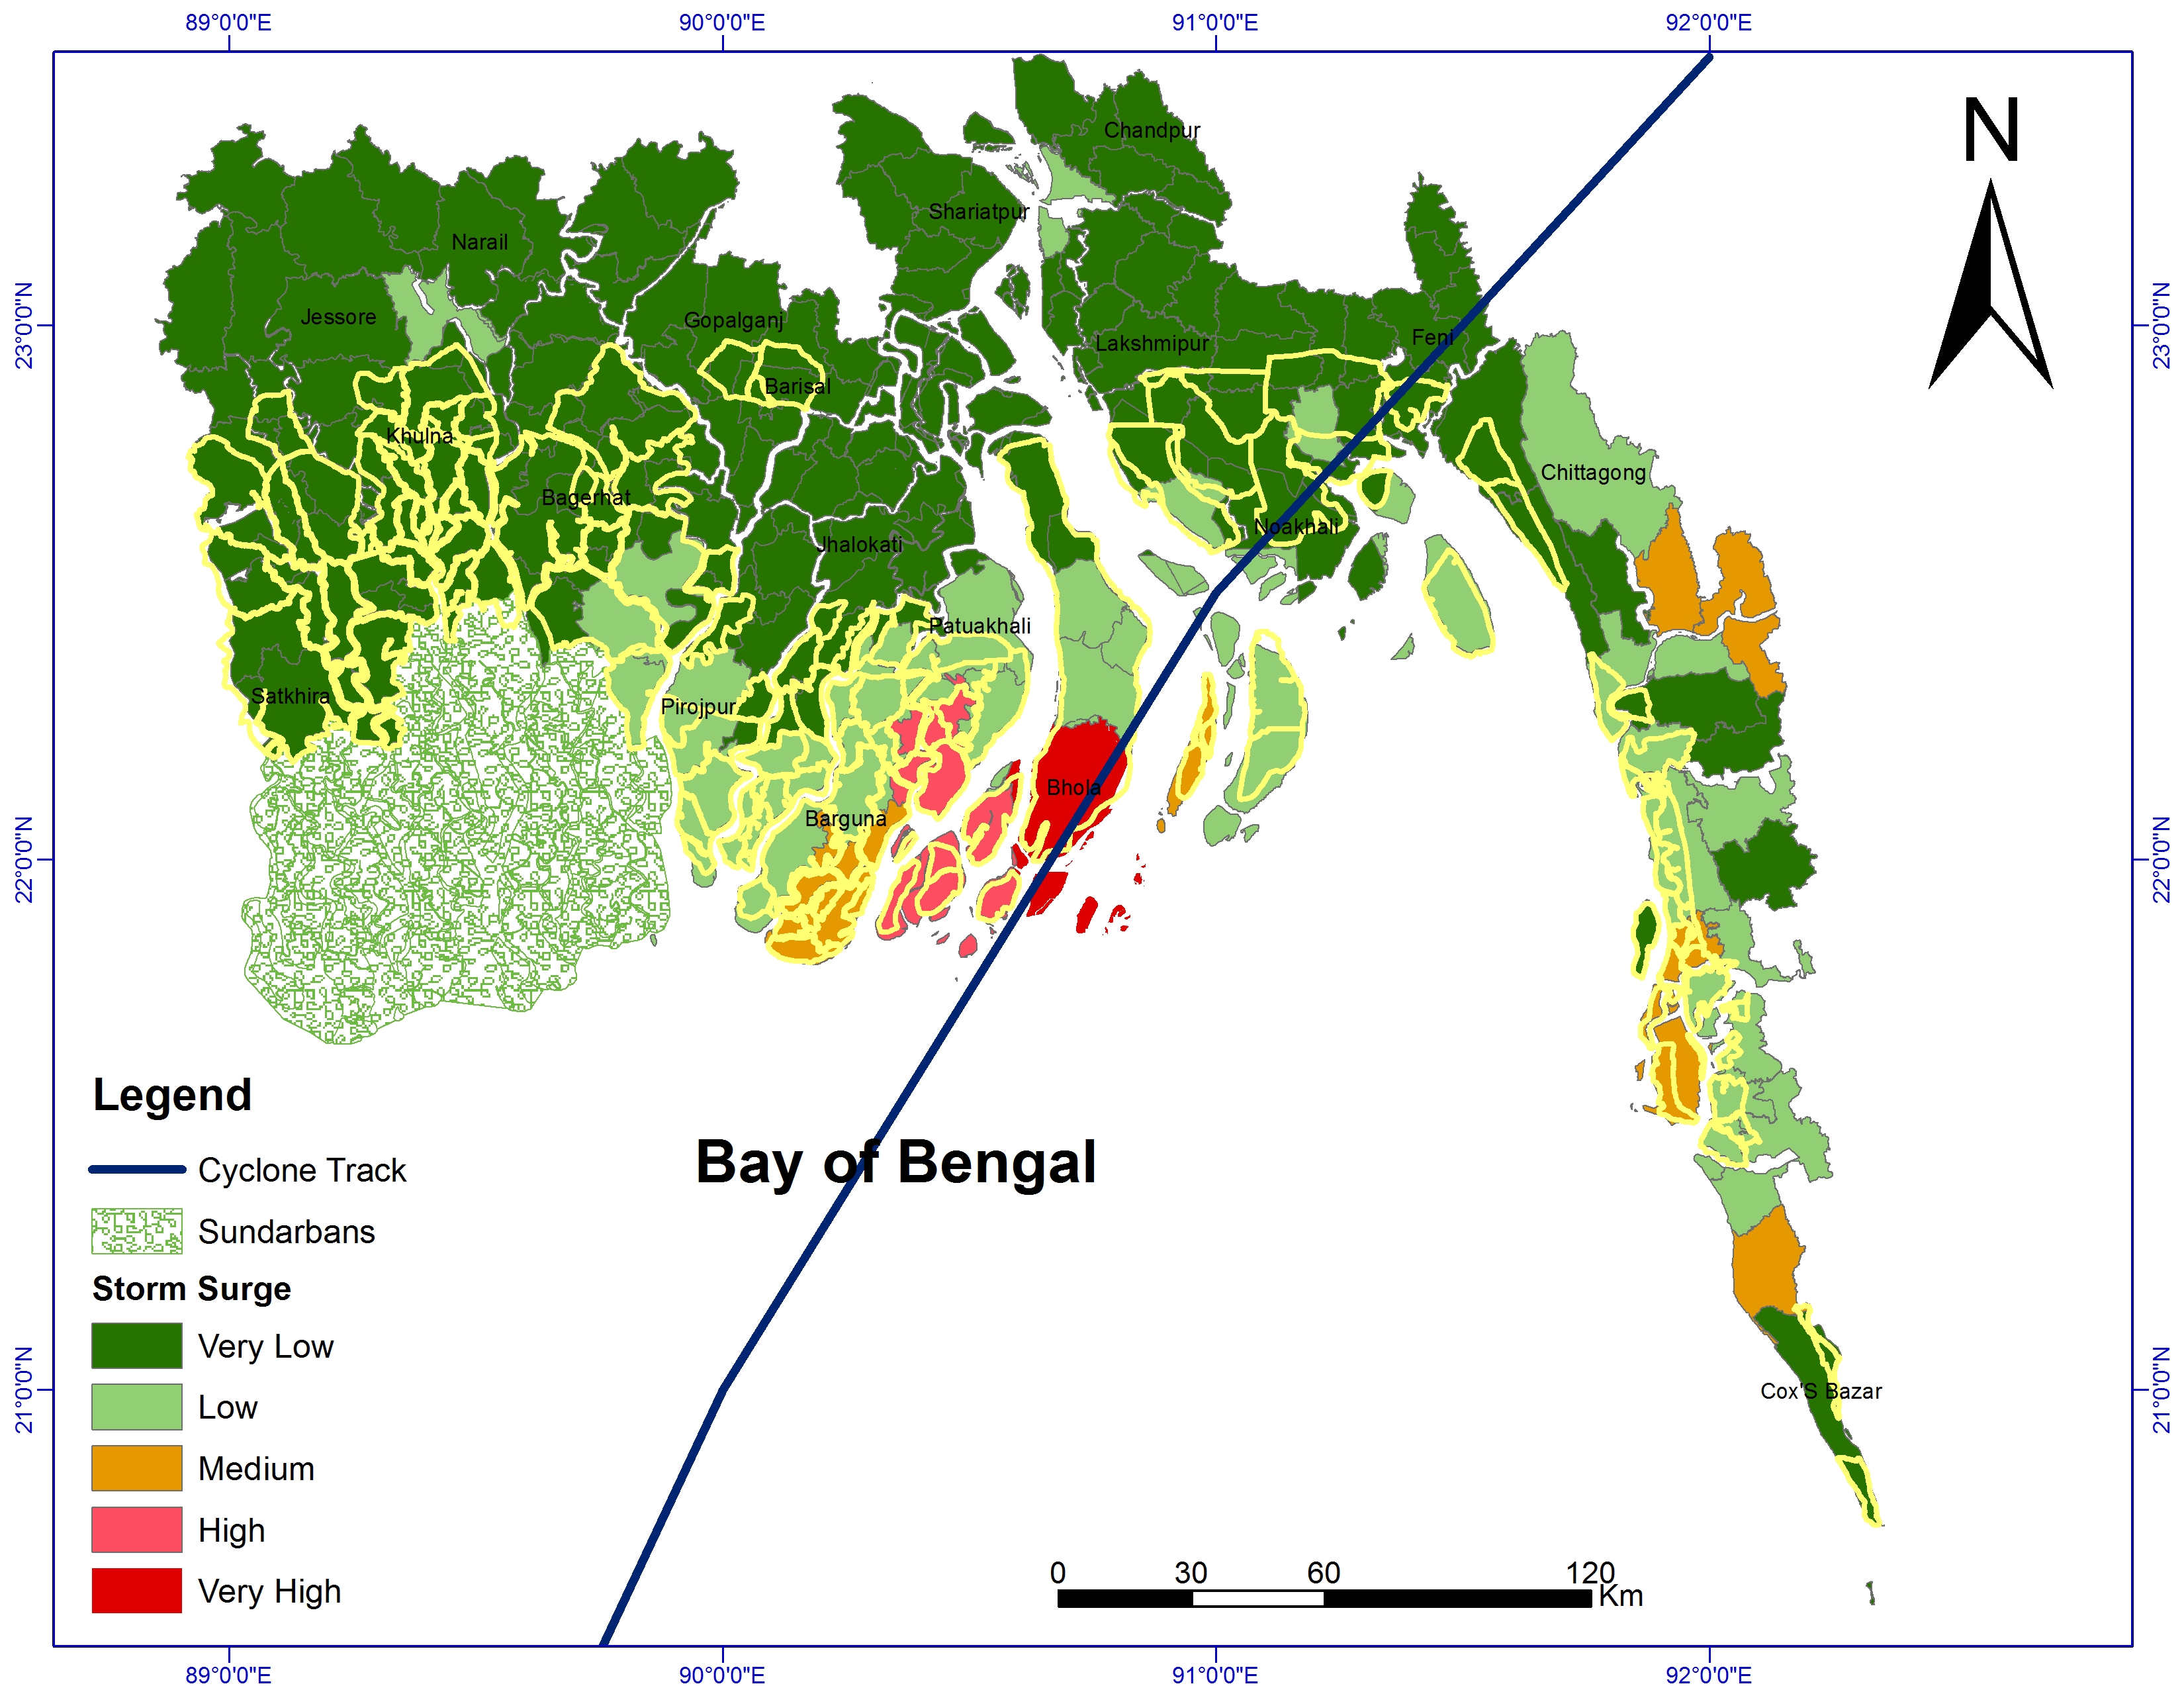 89°0'0"E 90°0'0"E 91°0'0"E 92°0'0"E
N
Chandpur
Shariatpur
Narail
23°0'0"N
23°0'0"N
Jessore
Gopalganj
Lakshmipur
Feni
Barisal
Khulna
Chittagong
Bagerhat
Noakhali
Jhalokati
Patuakhali
Satkhira
Pirojpur
Bhola
Barguna
22°0'0"N
22°0'0"N
Legend
Cyclone Track
Bay of Bengal
Sundarbans
Storm Surge
Very Low
Low
Cox'S Bazar
21°0'0"N
21°0'0"N
Medium
High
Very High
0 30 60 120
Km
89°0'0"E 90°0'0"E 91°0'0"E 92°0'0"E